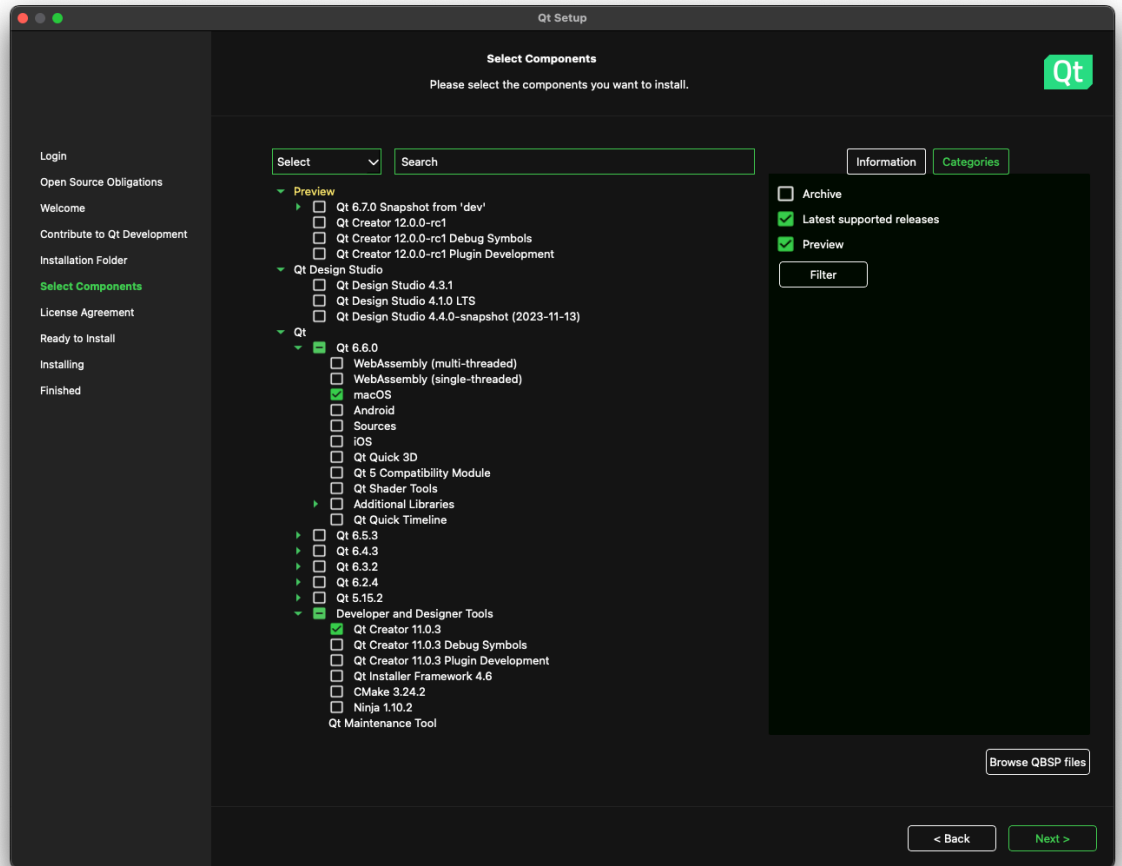 Qt Setup
Select Components
Please select the components you want to install.
Qt
Login
Open Source Obligations
Welcome
Contribute to Qt Development
Installation Folder
Select Components
License Agreement
Ready to Install
Installing
Finished
Select
Search
Preview
Qt 6.7.0 Snapshot from 'dev'
Qt Creator 12.0.0-rc1
Qt Creator 12.0.0-rc1 Debug Symbols
Qt Creator 12.0.0-rc1 Plugin Development
Qt Design Studio
Qt Design Studio 4.3.1
Qt Design Studio 4.1.0 LTS
Qt Design Studio 4.4.0-snapshot (2023-11-13)
Qt
Qt 6.6.0
WebAssembly (multi-threaded)
WebAssembly (single-threaded)
macOS
Android
Sources
iOS
Qt Quick 3D
Qt 5 Compatibility Module
Qt Shader Tools
Additional Libraries
Qt Quick Timeline
Qt 6.5.3
Qt 6.4.3
Qt 6.3.2
Qt 6.2.4
Qt 5.15.2
Developer and Designer Tools
Qt Creator 11.0.3
Qt Creator 11.0.3 Debug Symbols
Qt Creator 11.0.3 Plugin Development
Qt Installer Framework 4.6
CMake 3.24.2
Ninja 1.10.2
Qt Maintenance Tool
Information
Categories
Archive
Latest supported releases
Preview
Filter
Browse QBSP files
< Back
Next >